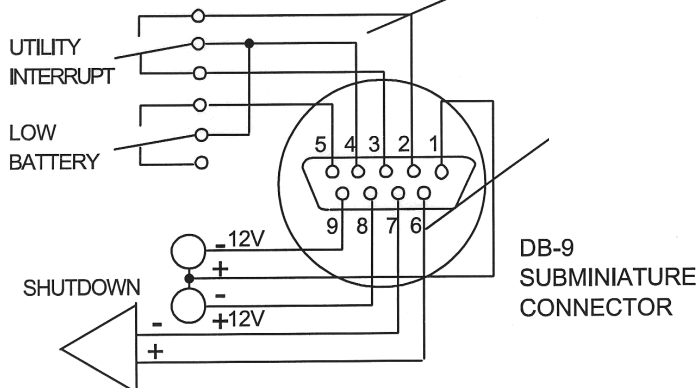 UTILITY
INTERRUPT
LOW
BATTERY
5 4 3 2 1
9 8 7 6
-12V
+
-
+12V
SHUTDOWN
-
+
DB-9
SUBMINIATURE
CONNECTOR